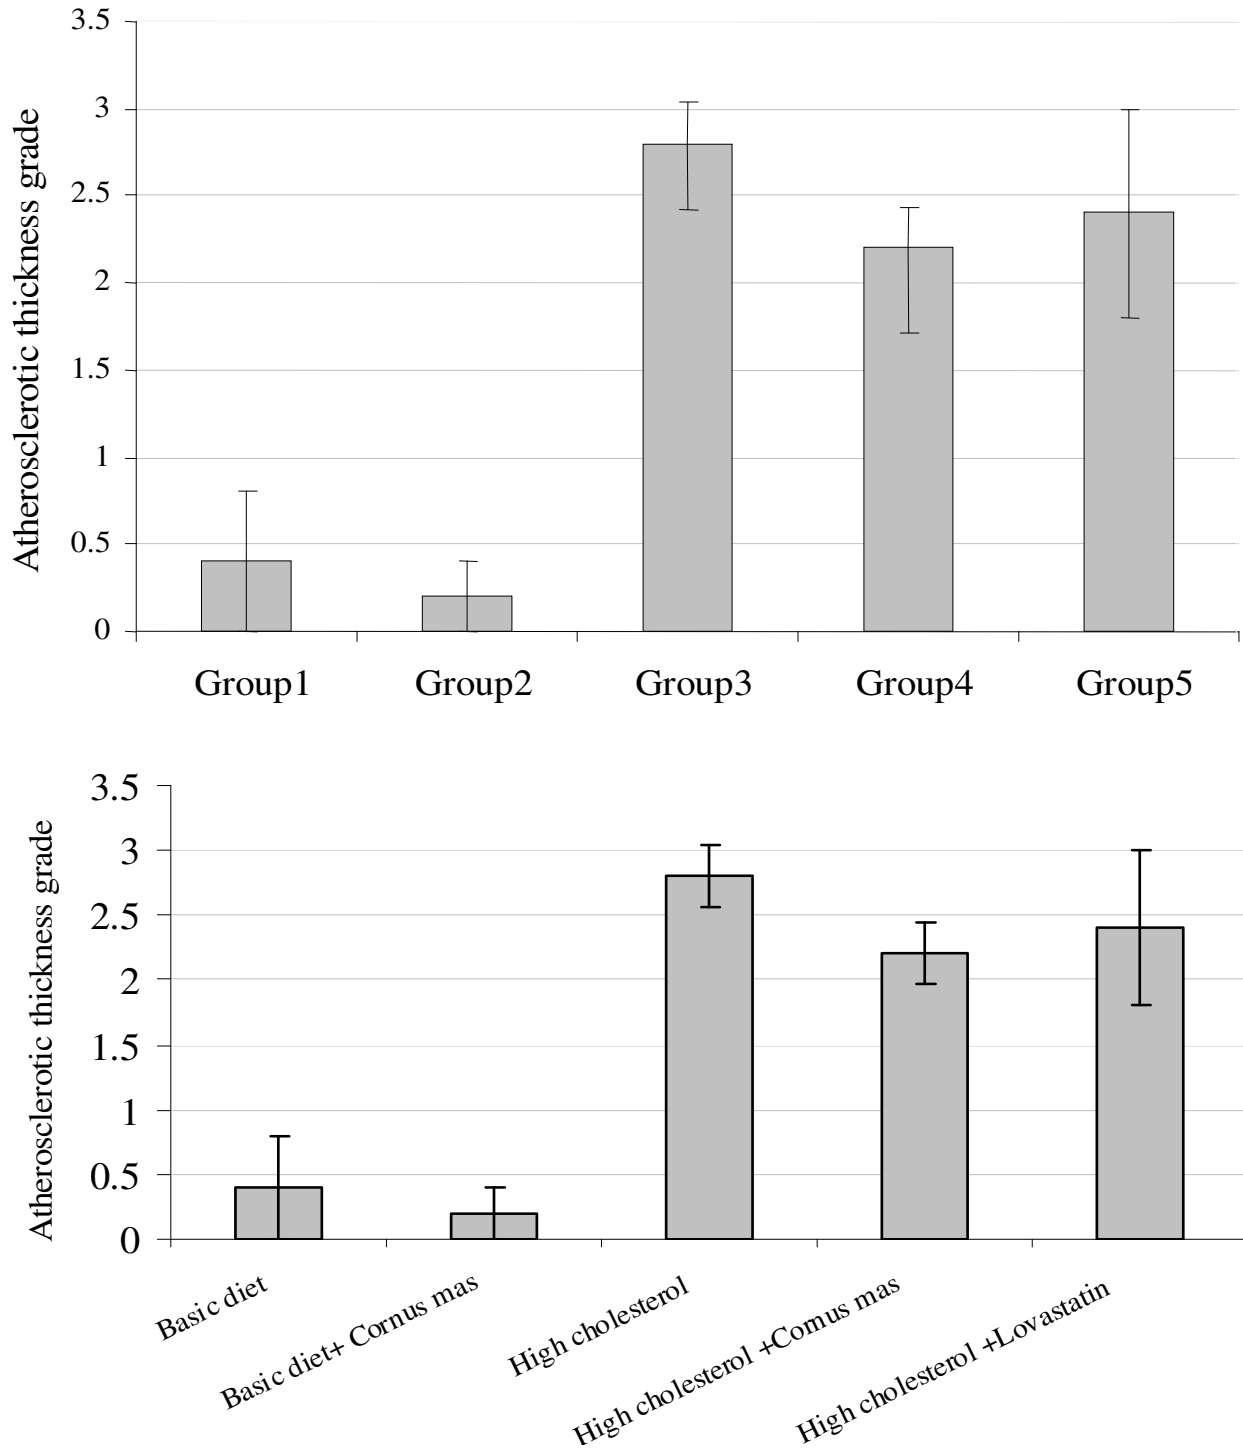 Atherosclerotic thickness grade
3.5
3
2.5
2
1.5
1
0.5
0
Group1 Group2 Group3 Group4 Group5
Atherosclerotic thickness grade
3.5
3
2.5
2
1.5
1
0.5
0
Basic diet
Basic diet+ Cornus mas
High cholesterol
High cholesterol +Cornus mas
High cholesterol +Lovastatin